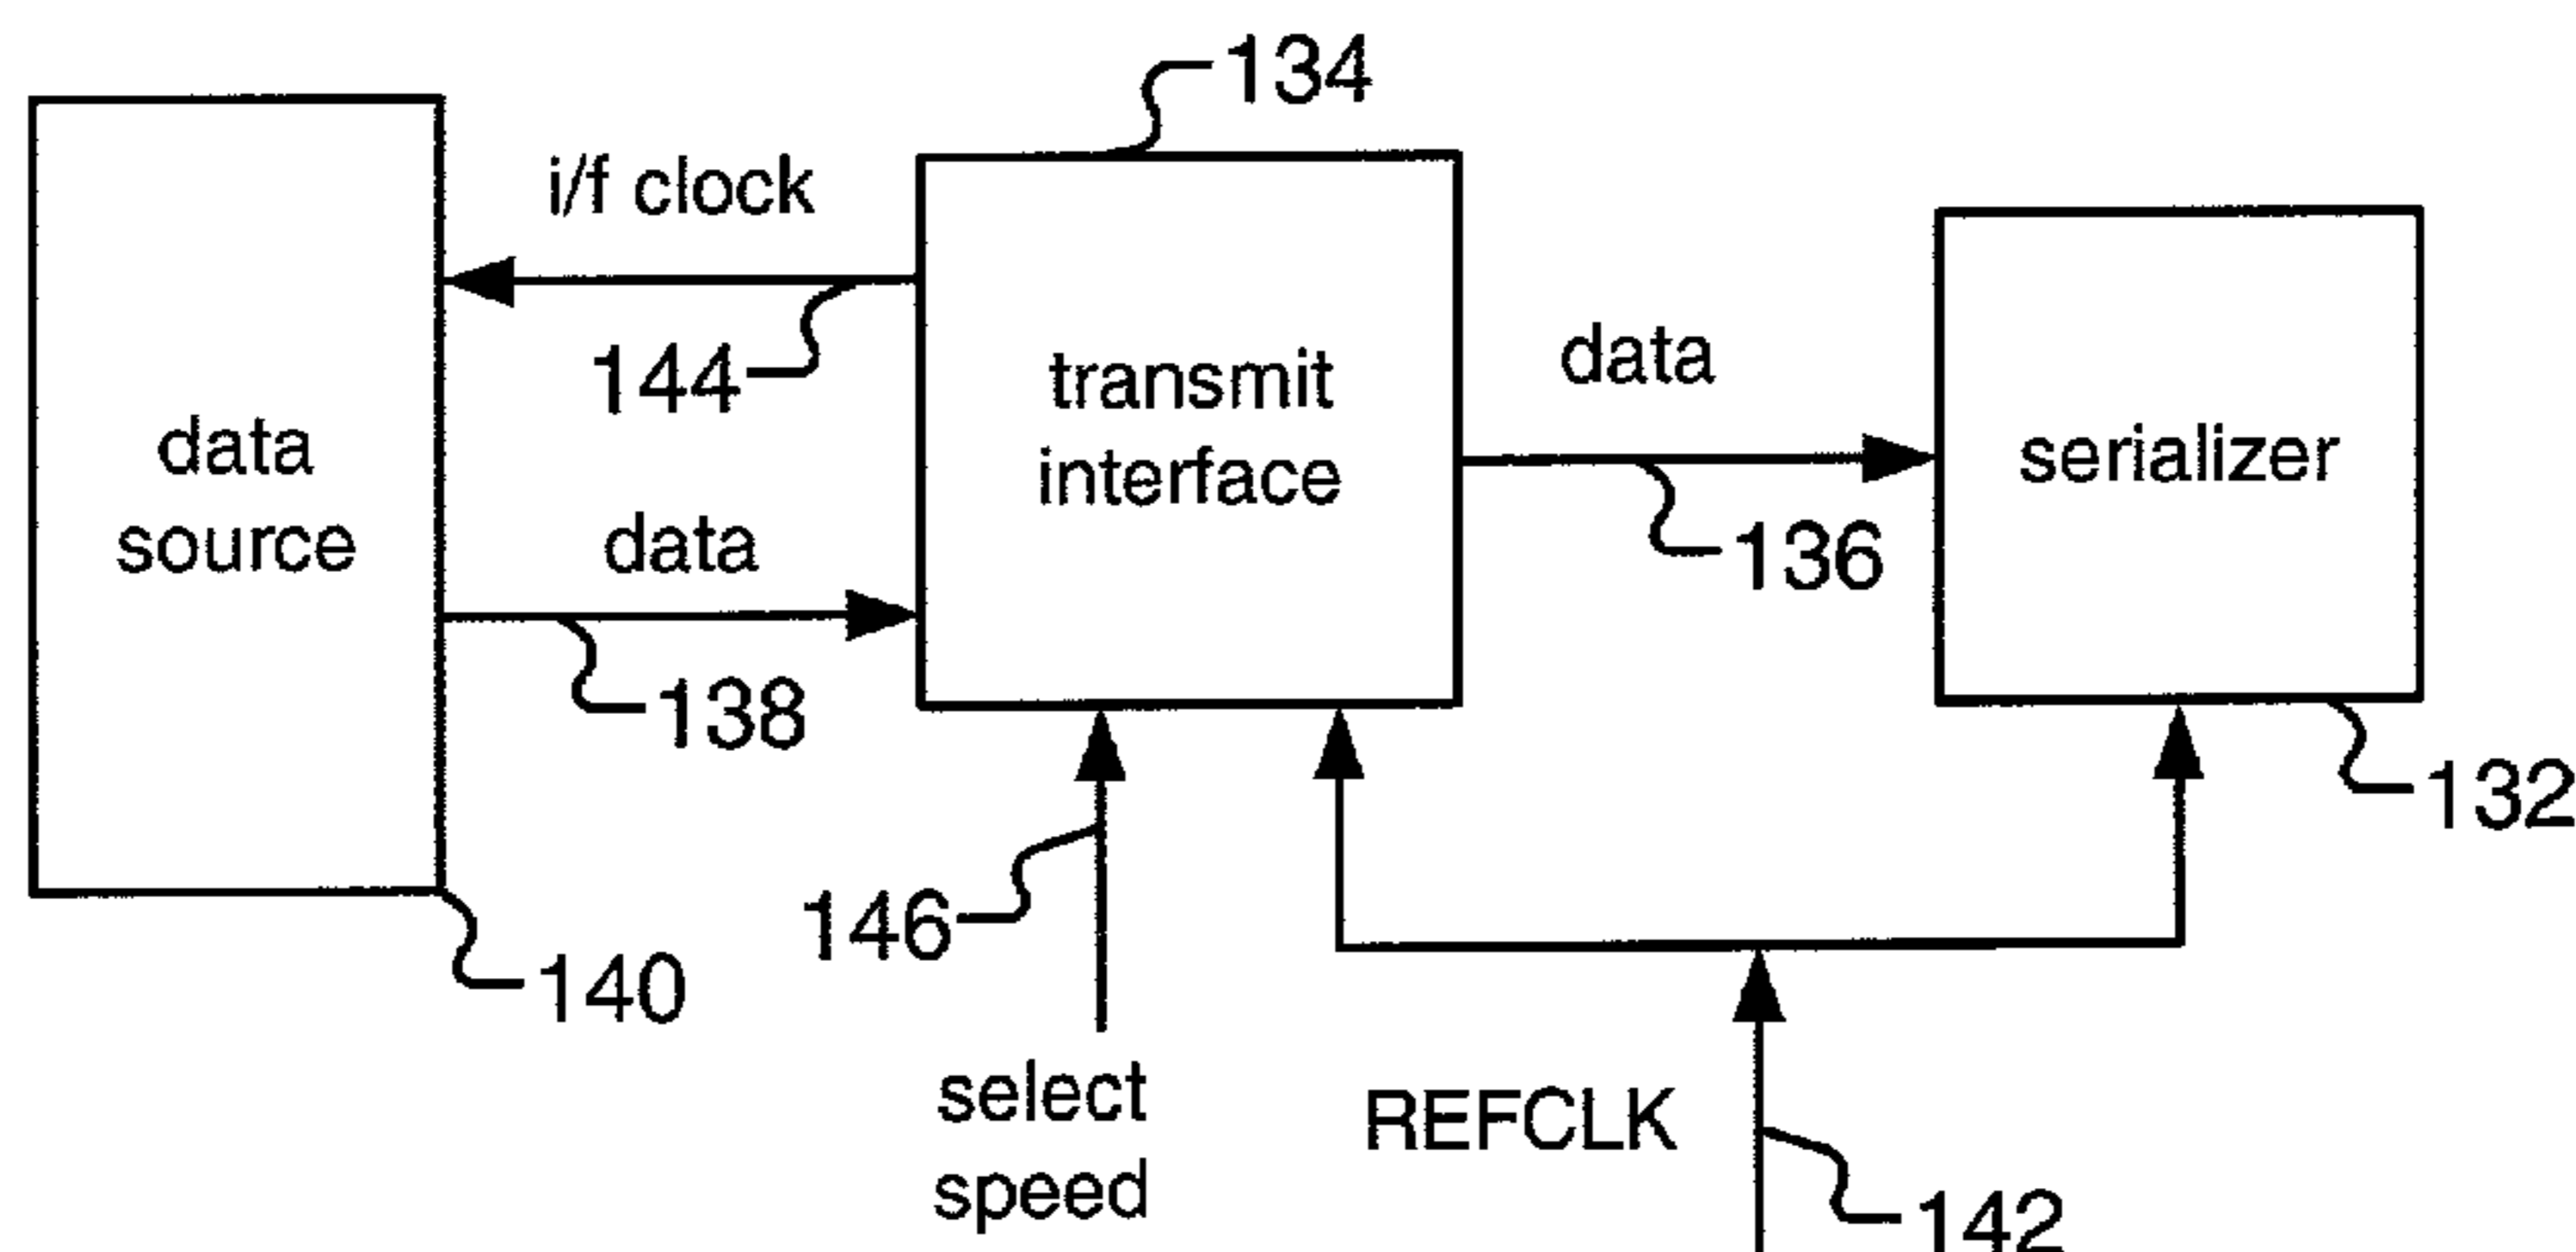 134
i/f clock
144
data
source
data
138
140
transmit
interface
data
136
serializer
132
146
select
speed
REFCLK
142